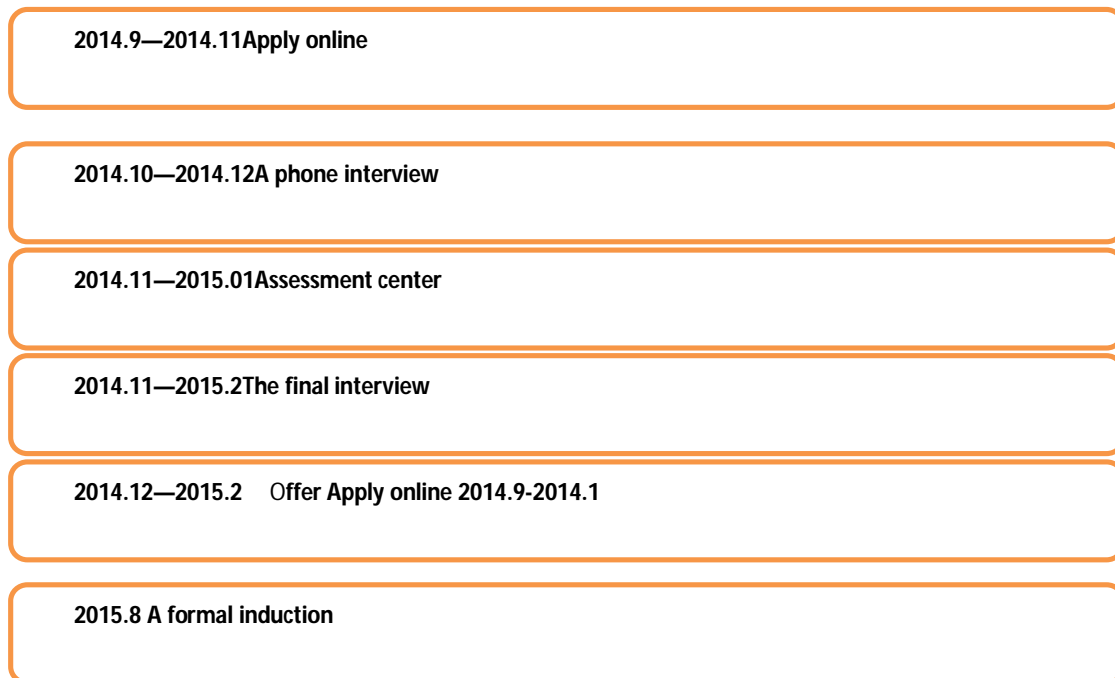 2014.9—2014.11Apply online
2014.10—2014.12A phone interview
2014.11—2015.01Assessment center
2014.11—2015.2The final interview
2014.12—2015.2 Offer Apply online 2014.9-2014.1
2015.8 A formal induction